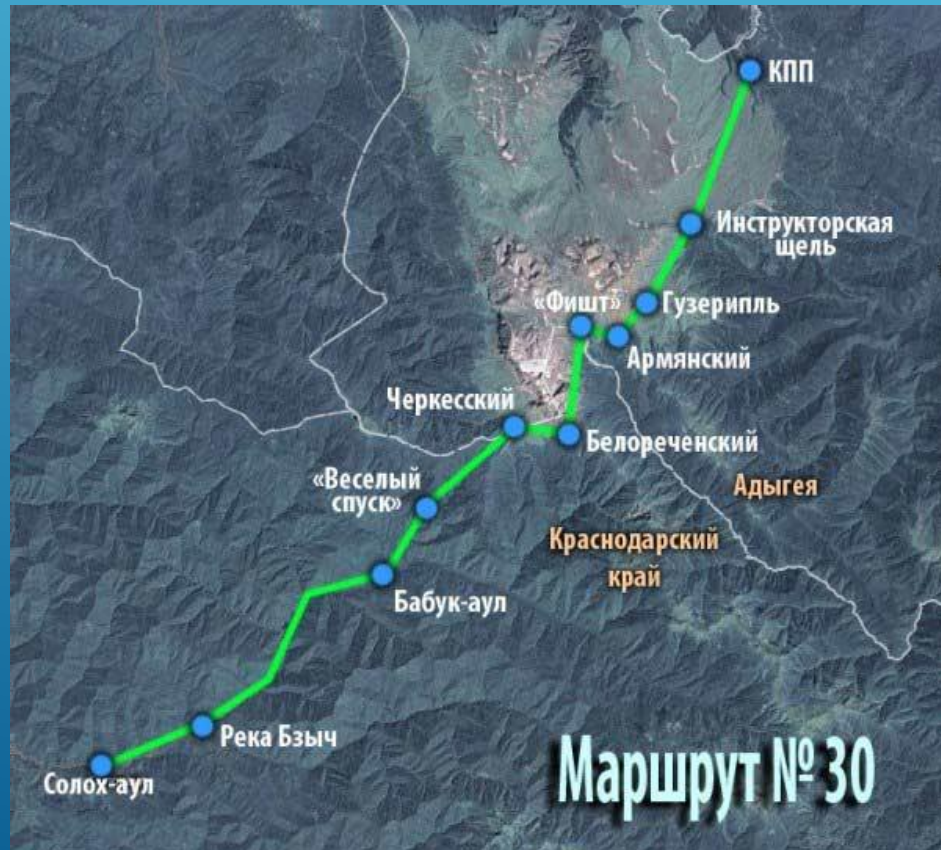 КПП
Инструкторская
щель
«Фишт»
Гузерипль
Армянский
Черкесский
Белореченский
«Веселый
спуск»
Адыгея
Краснодарский
край
Бабук-аул
Река Бзыч
Солох-аул
Маршрут № 30